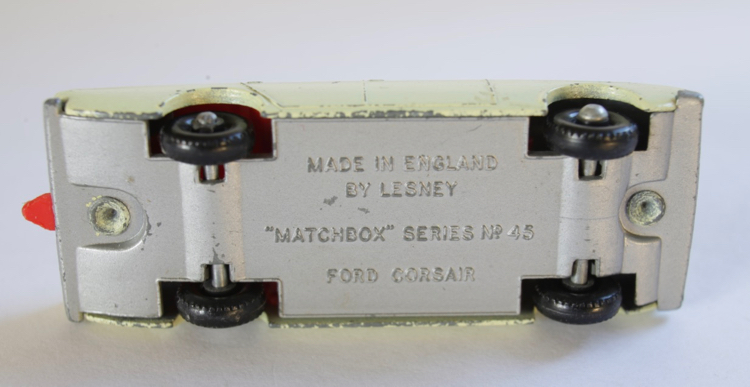 MADE IN ENGLAND
BY LESNEY
"MATCHBOX" SERIES Nº 45
FORD CORSAIR